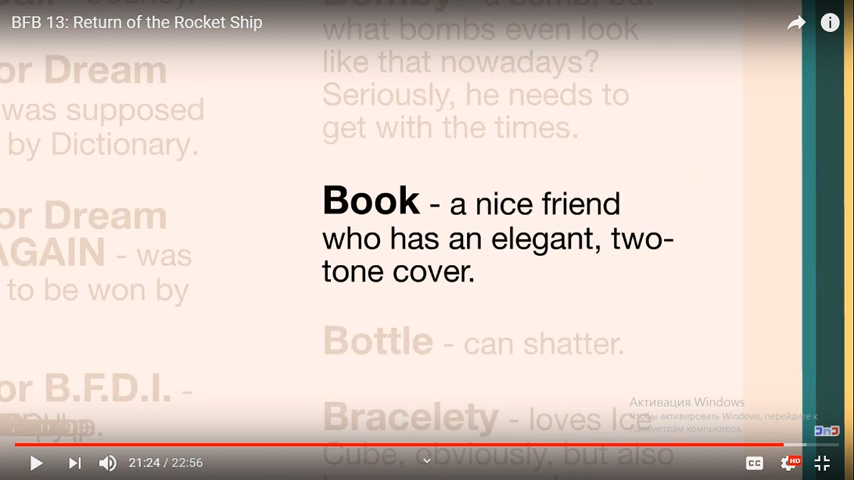 BFB 13: Return of the Rocket Ship
or Dream
was supposed
by Dictionary.
or Dream
AGAIN - was
to be won by
or B.F.D.I. -
Bomby - a bomb, but
what bombs even look
like that nowadays?
Seriously, he needs to
get with the times.
Book - a nice friend
who has an elegant, two-
tone cover.
Bottle - can shatter.
Bracelety - loves Ice
Cube, obviously, but also
Активация Windows
Чтобы активировать Windows, перейдите к
параметрам компьютера.
21:24 / 22:56
CC
HD